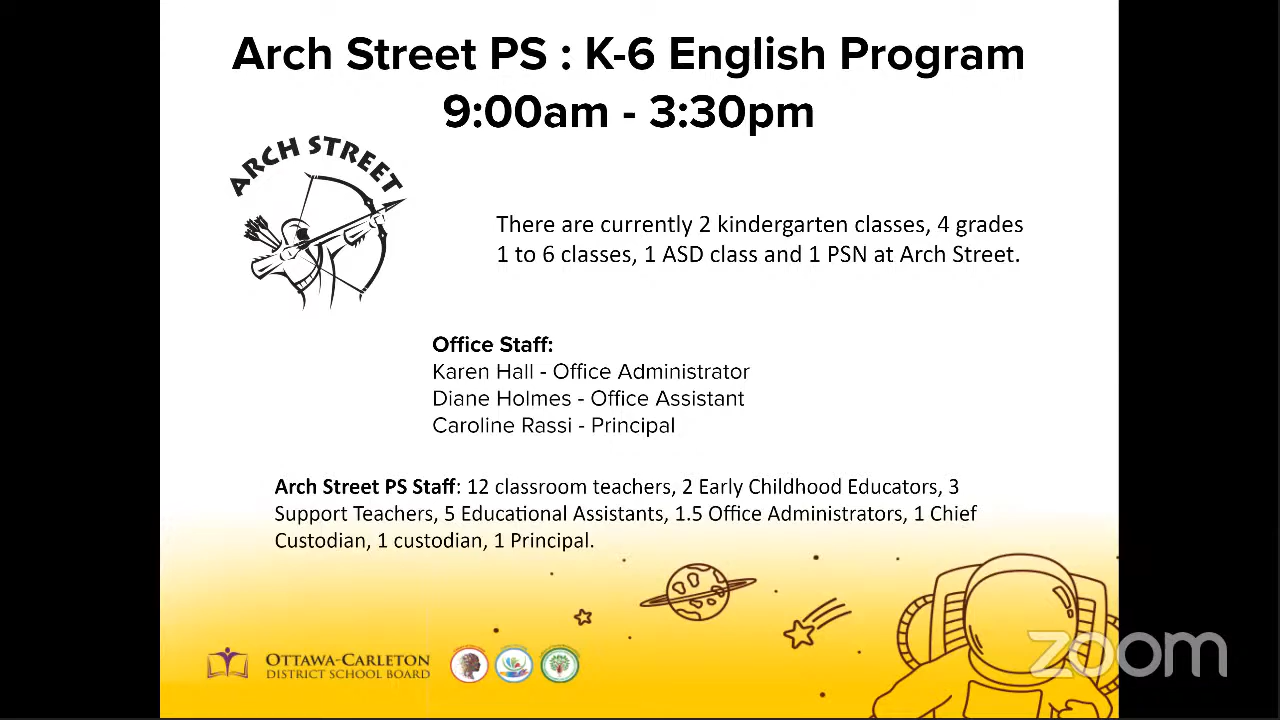 Arch Street PS : K-6 English Program
9:00am - 3:30pm
ARCH STREET
There are currently 2 kindergarten classes, 4 grades
1 to 6 classes, 1 ASD class and 1 PSN at Arch Street.
Office Staff:
Karen Hall - Office Administrator
Diane Holmes - Office Assistant
Caroline Rassi - Principal
Arch Street PS Staff: 12 classroom teachers, 2 Early Childhood Educators, 3
Support Teachers, 5 Educational Assistants, 1.5 Office Administrators, 1 Chief
Custodian, 1 custodian, 1 Principal.
OTTAWA-CARLETON
DISTRICT SCHOOL BOARD
zoom